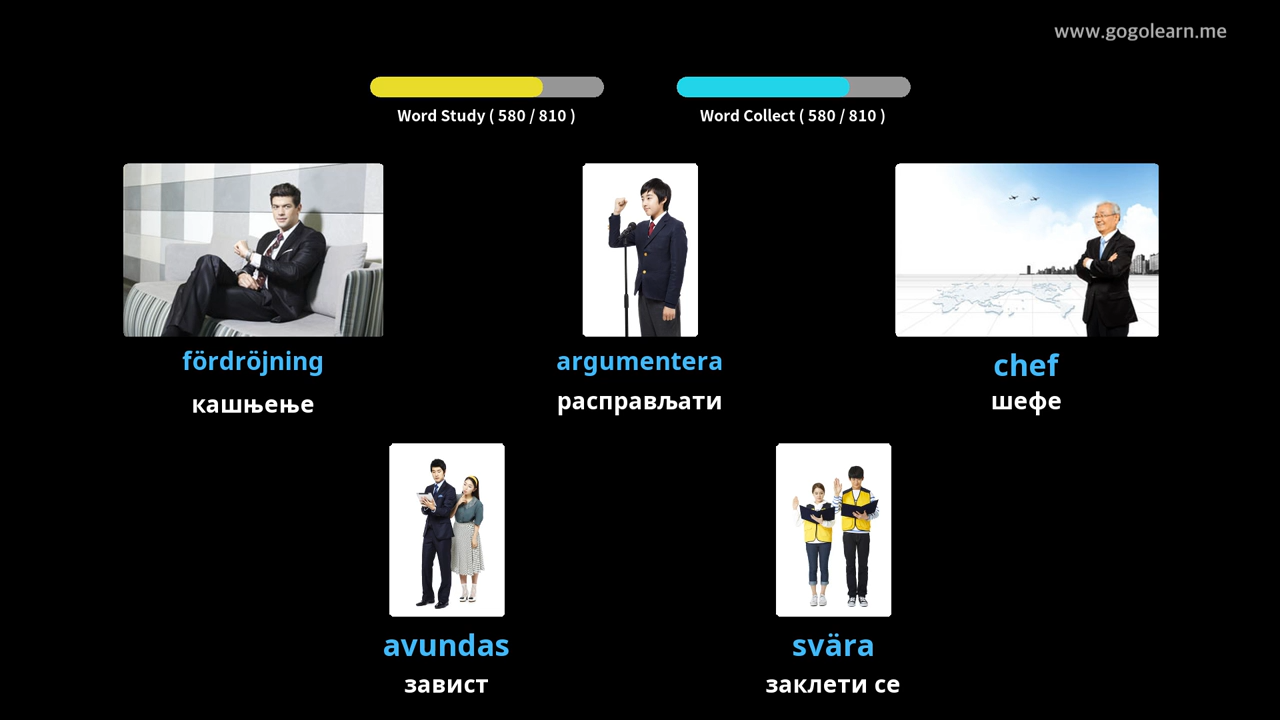 www.gogolearn.me
Word Study ( 580 / 810 )
Word Collect ( 580 / 810 )
fördröjning
кашњење
argumentera
расправљати
chef
шефе
avundas
завист
svära
заклети се